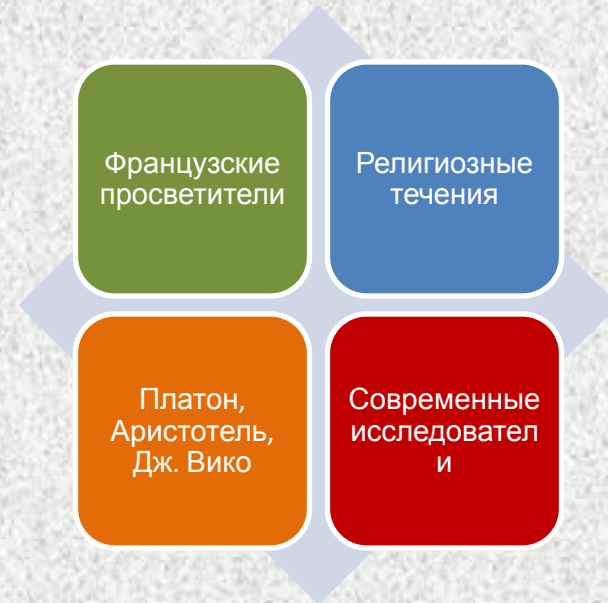 Французские
просветители
Религиозные
течения
Платон,
Аристотель,
Дж. Вико
Современные
исследовател
и